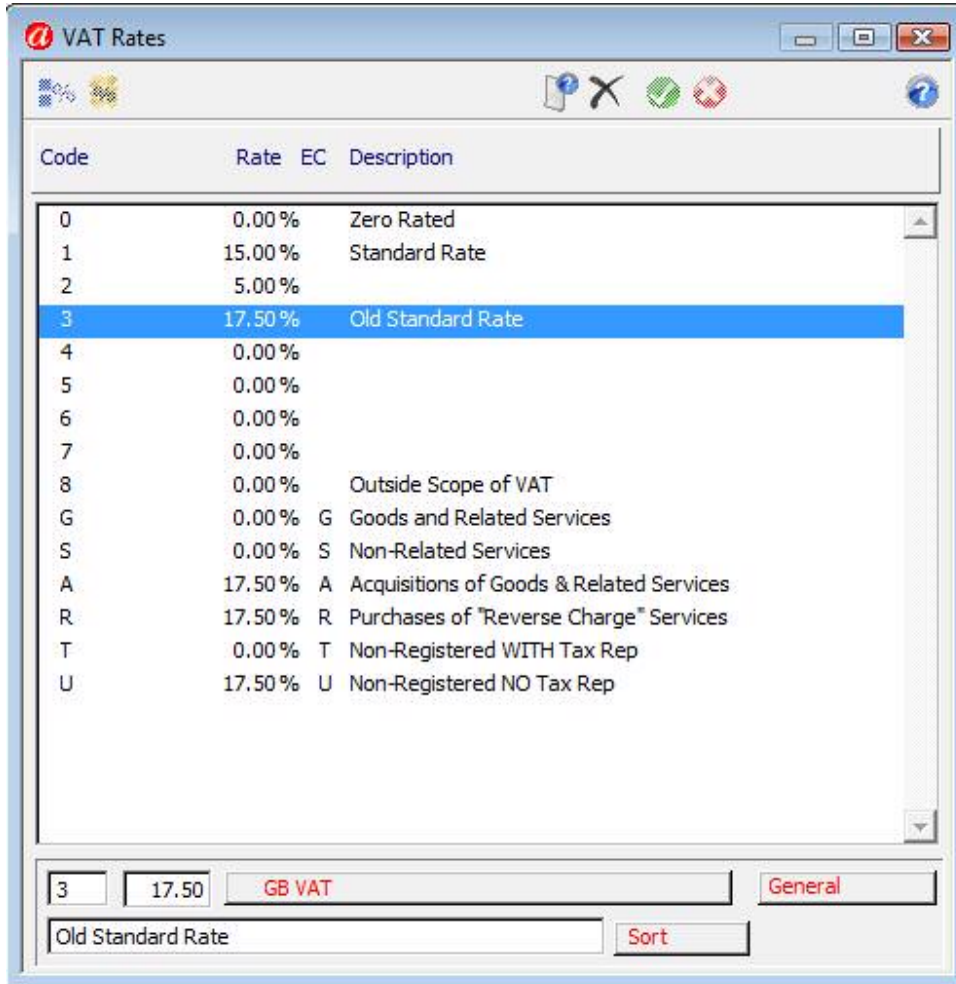 VAT Rates
Code Rate EC Description
0 0.00% Zero Rated
1 15.00% Standard Rate
2 5.00%
3 17.50% Old Standard Rate
4 0.00%
5 0.00%
6 0.00%
7 0.00%
8 0.00% Outside Scope of VAT
G 0.00% G Goods and Related Services
S 0.00% S Non-Related Services
A 17.50% A Acquisitions of Goods & Related Services
R 17.50% R Purchases of "Reverse Charge" Services
T 0.00% T Non-Registered WITH Tax Rep
U 17.50% U Non-Registered NO Tax Rep
3 17.50 GB VAT General
Old Standard Rate Sort